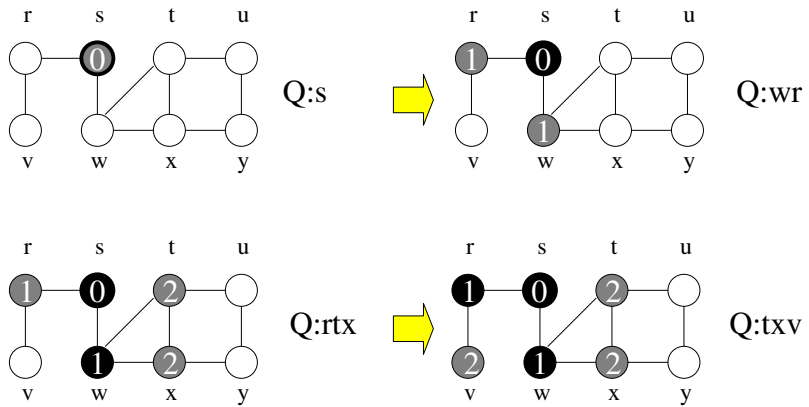 r s t u r s t u
0 Q:s 1 0 Q:wr
1
v w x y v w x y
r s t u r s t u
1 0 2 1 0 2
Q:rtx Q:txv
1 2 2 1 2
v w x y v w x y